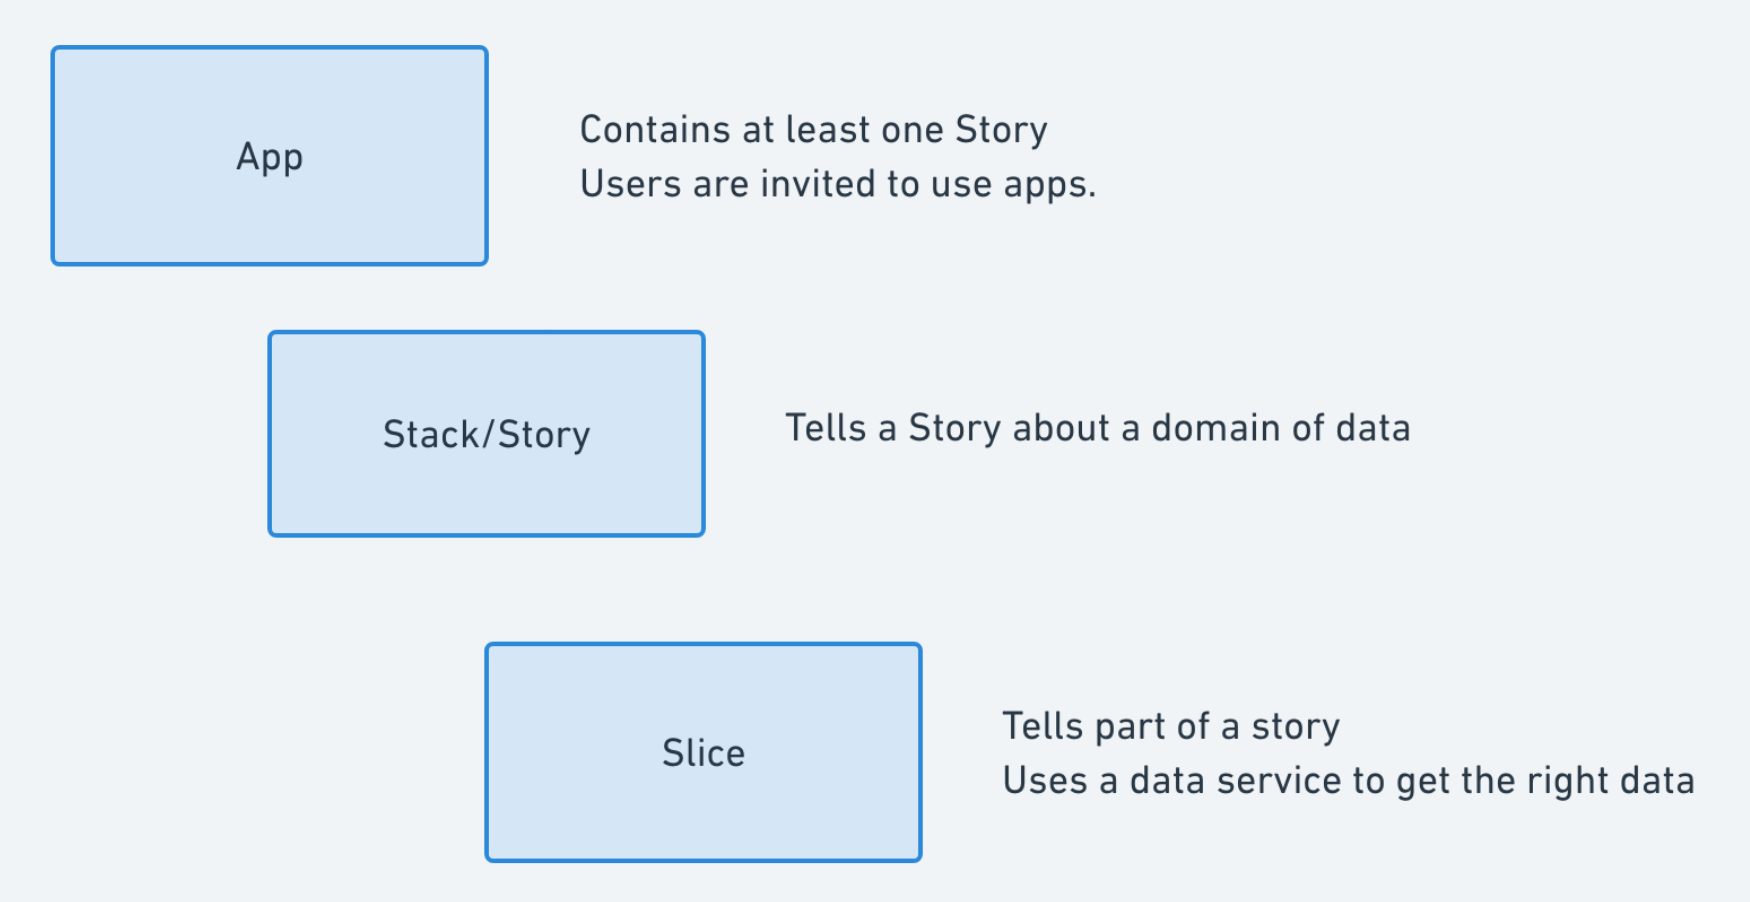 App
Contains at least one Story
Users are invited to use apps.
Stack/Story
Tells a Story about a domain of data
Slice
Tells part of a story
Uses a data service to get the right data